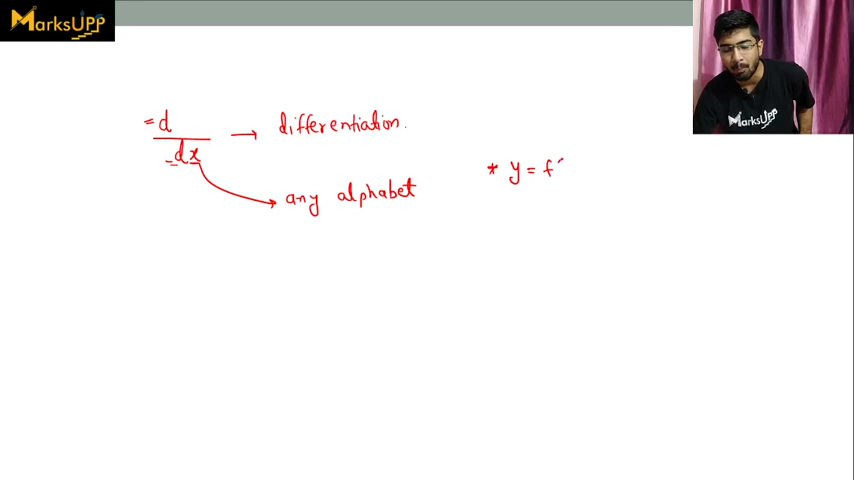 MarksUPP
= d
dx → differentiation.
any alphabet
* y = f
MarksUPP